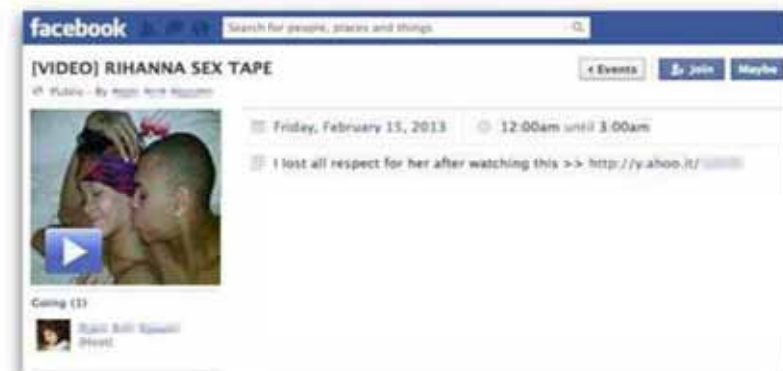 facebook
Search for people, places and things
[VIDEO] RIHANNA SEX TAPE
Events
Join
Maybe
Public · By
Friday, February 15, 2013
12:00am until 3:00am
I lost all respect for her after watching this >> http://y.ahoo.it/
Going (1)
(Host)